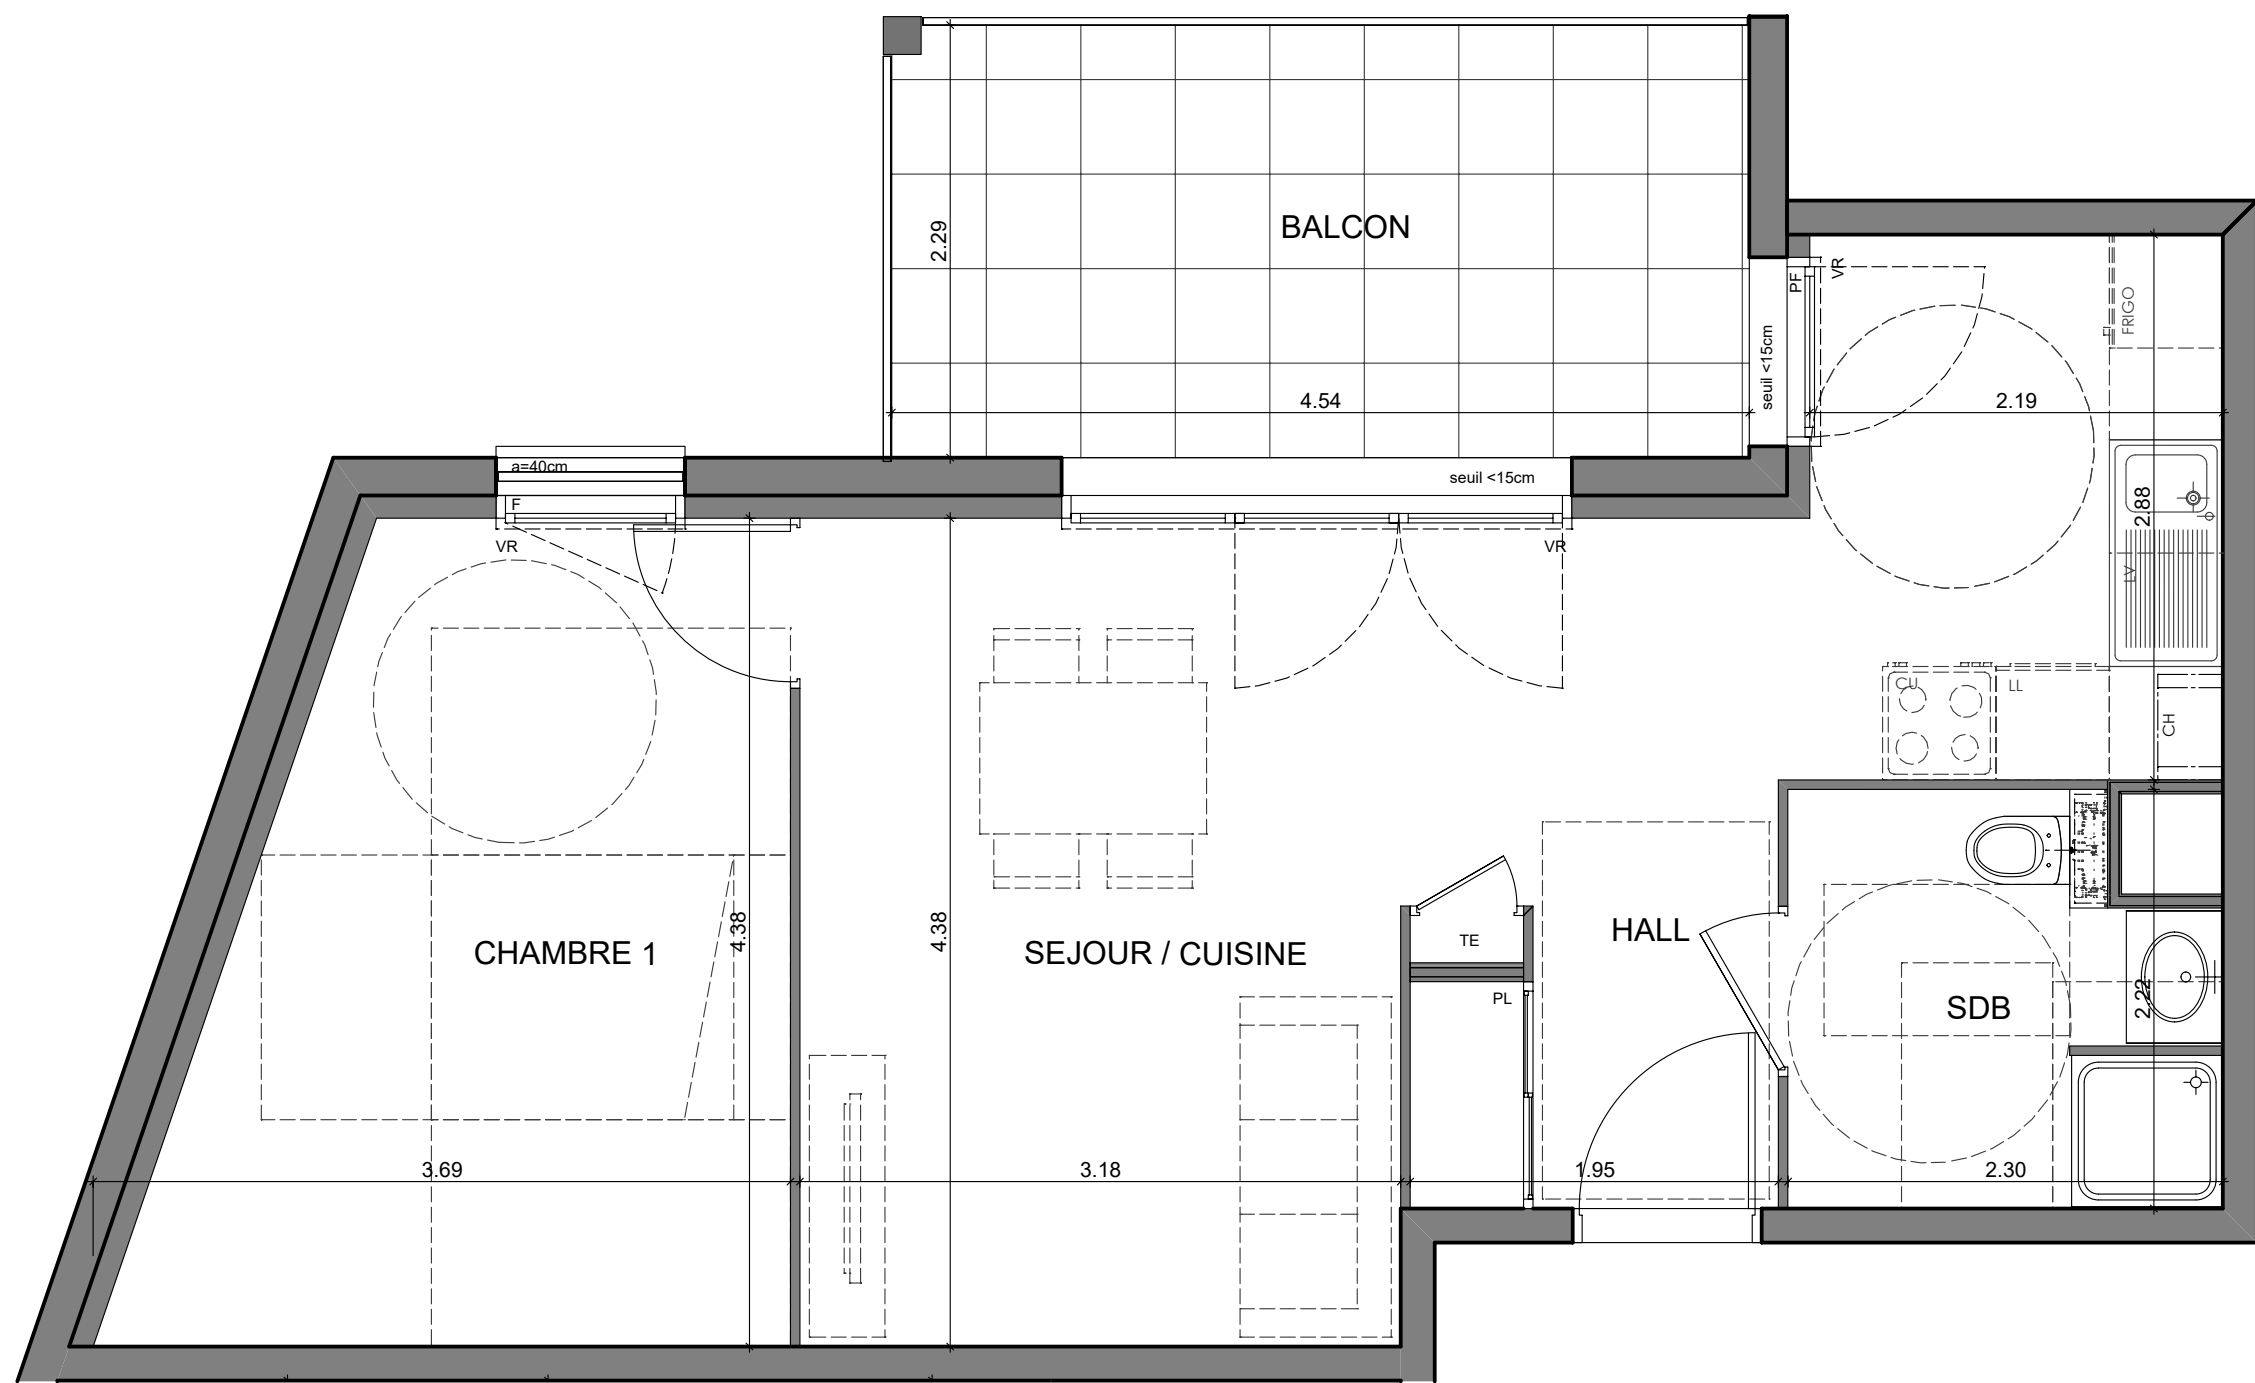 BALCON
2.29
4.54
seuil <15cm
PF
VR
FRIGO
2.19
a=40cm
F
VR
seuil <15cm
VR
2.88
LV
CU
LL
CH
CHAMBRE 1
4.38
4.38
SEJOUR / CUISINE
TE
PL
HALL
SDB
2.22
3.69
3.18
1.95
2.30